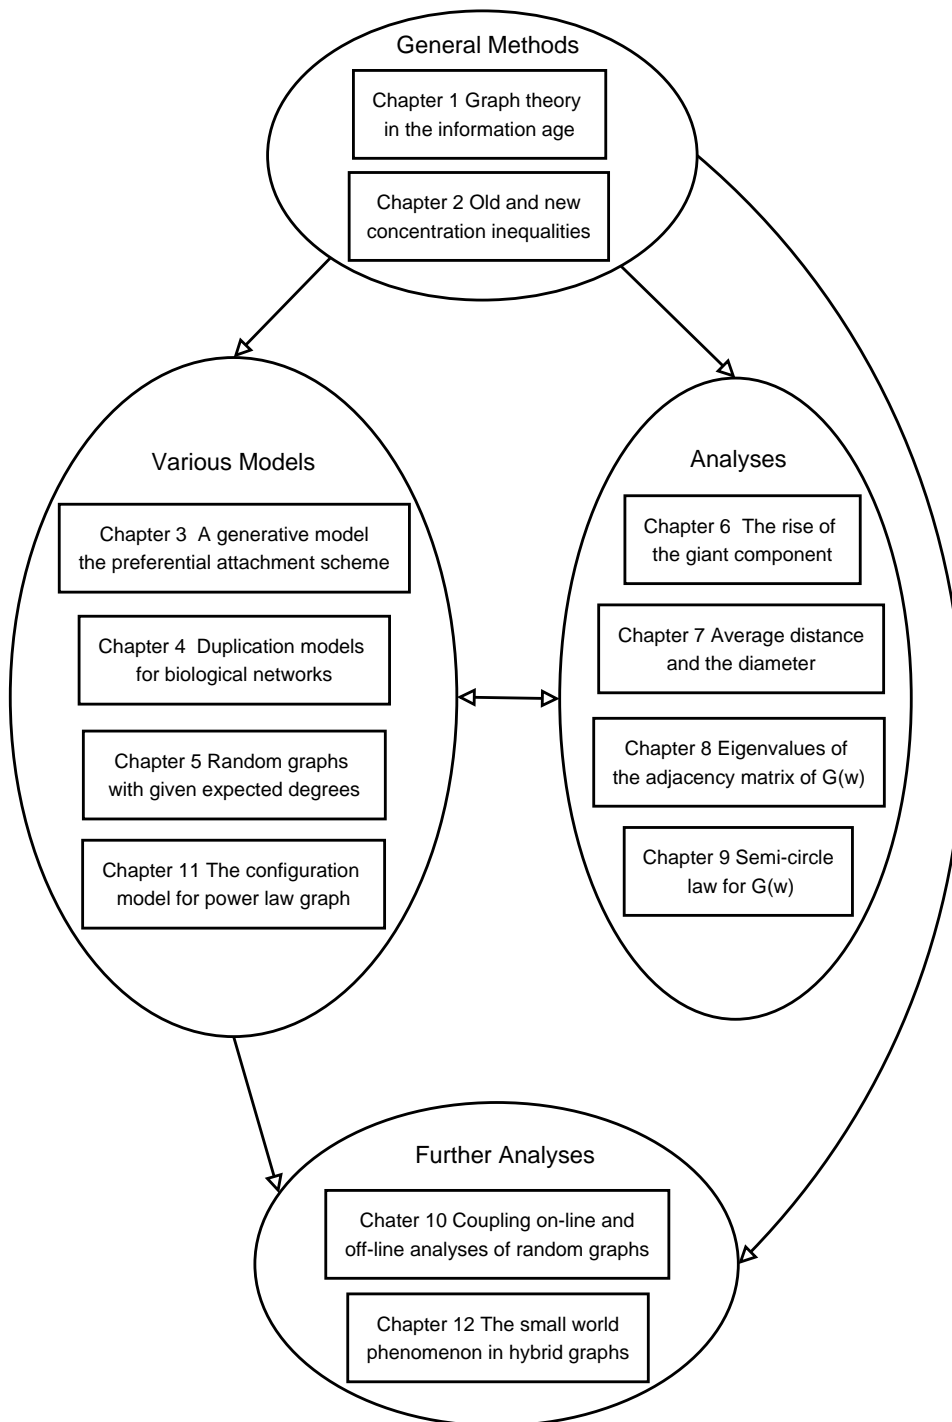 General Methods
Chapter 1 Graph theory
in the information age
Chapter 2 Old and new
concentration inequalities
Various Models
Chapter 3 A generative model
the preferential attachment scheme
Chapter 4 Duplication models
for biological networks
Chapter 5 Random graphs
with given expected degrees
Chapter 11 The configuration
model for power law graph
Analyses
Chapter 6 The rise of
the giant component
Chapter 7 Average distance
and the diameter
Chapter 8 Eigenvalues of
the adjacency matrix of G(w)
Chapter 9 Semi-circle
law for G(w)
Further Analyses
Chater 10 Coupling on-line and
off-line analyses of random graphs
Chapter 12 The small world
phenomenon in hybrid graphs